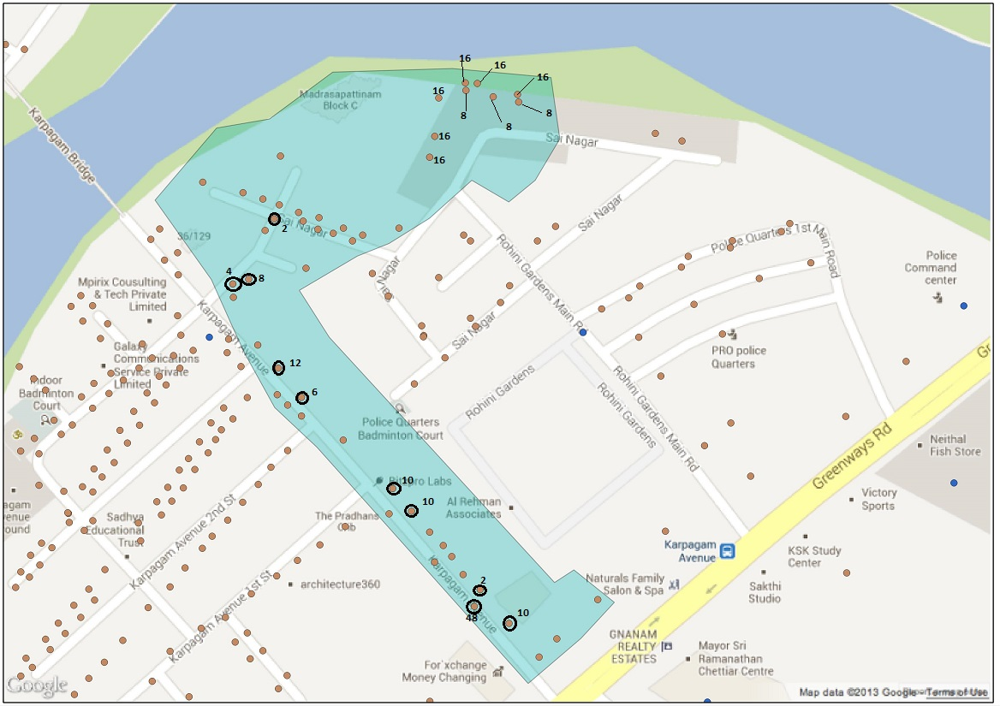 16
16
16
16
8
8
8
16
16
Madrasapattinam
Block C
Karpagam Bridge
Sai Nagar
36/129
2
Sai Nagar
Sai Nagar
Police Quarters 1st Main Road
Police
Command
center
4
8
Mpirix Cousulting
& Tech Private
Limited
Nagar
Rohini Gardens Main Rd
Karpagam Avenue
Sai Nagar
Galaxy
Communications
Service Private
Limited
12
6
PRO police
Quarters
Gr
Indoor
Badminton
Court
Rohini Gardens
Rohini Gardens
Rohini Gardens Main Rd
Police Quarters
Badminton Court
Greenways Rd
Neithal
Fish Store
10
Labs
10
Al Rehman
Associates
Victory
Sports
agam
venue
ound
Sadhya
Educational
Trust
The Pradhans
Karpagam Avenue 2nd St
Karpagam
Avenue
KSK Study
Center
Karpagam Avenue 1st St
architecture360
Karpagam Avenue
2
48
10
Naturals Family
Salon & Spa
Sakthi
Studio
GNANAM
REALTY
ESTATES
Mayor Sri
Ramanathan
Chettiar Centre
For'xchange
Money Changing
Google
Map data ©2013 Google - Terms of Use